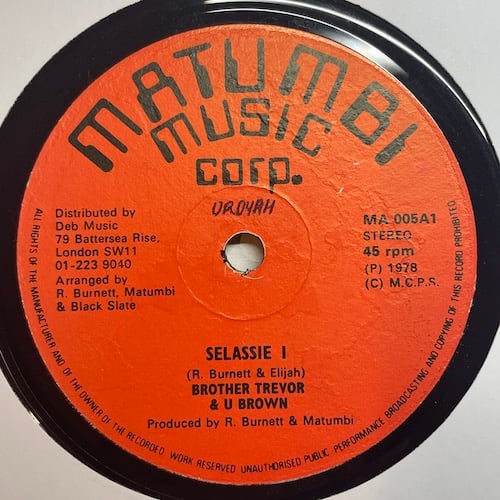 MATUMBI
MUSIC
corp.
UROYAH
Distributed by
Deb Music
79 Battersea Rise,
London SW11
01-223 9040
Arranged by
R. Burnett, Matumbi
& Black Slate
MA 005A1
STEREO
45 rpm
(P) 1978
(C) M.C.P.S.
SELASSIE I
(R. Burnett & Elijah)
BROTHER TREVOR
& U BROWN
Produced by R. Burnett & Matumbi
ALL RIGHTS OF THE MANUFACTURER AND OF THE OWNER OF THE RECORDED WORK RESERVED UNAUTHORISED PUBLIC PERFORMANCE BROADCASTING AND COPYING OF THIS RECORD PROHIBITED